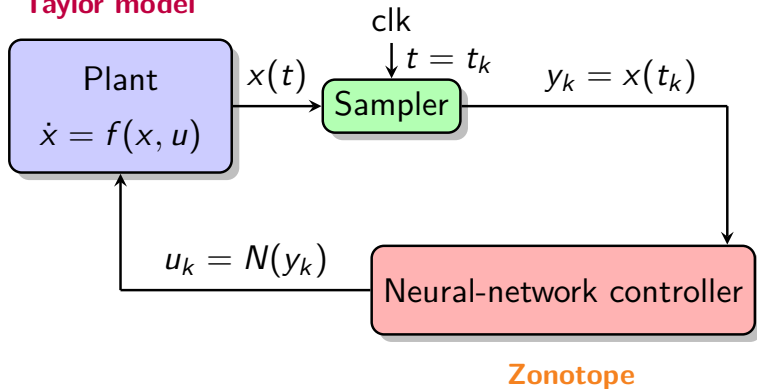 Taylor model
clk
t = t_k
Plant
x(t)
Sampler
y_k = x(t_k)
ẋ = f(x, u)
u_k = N(y_k)
Neural-network controller
Zonotope